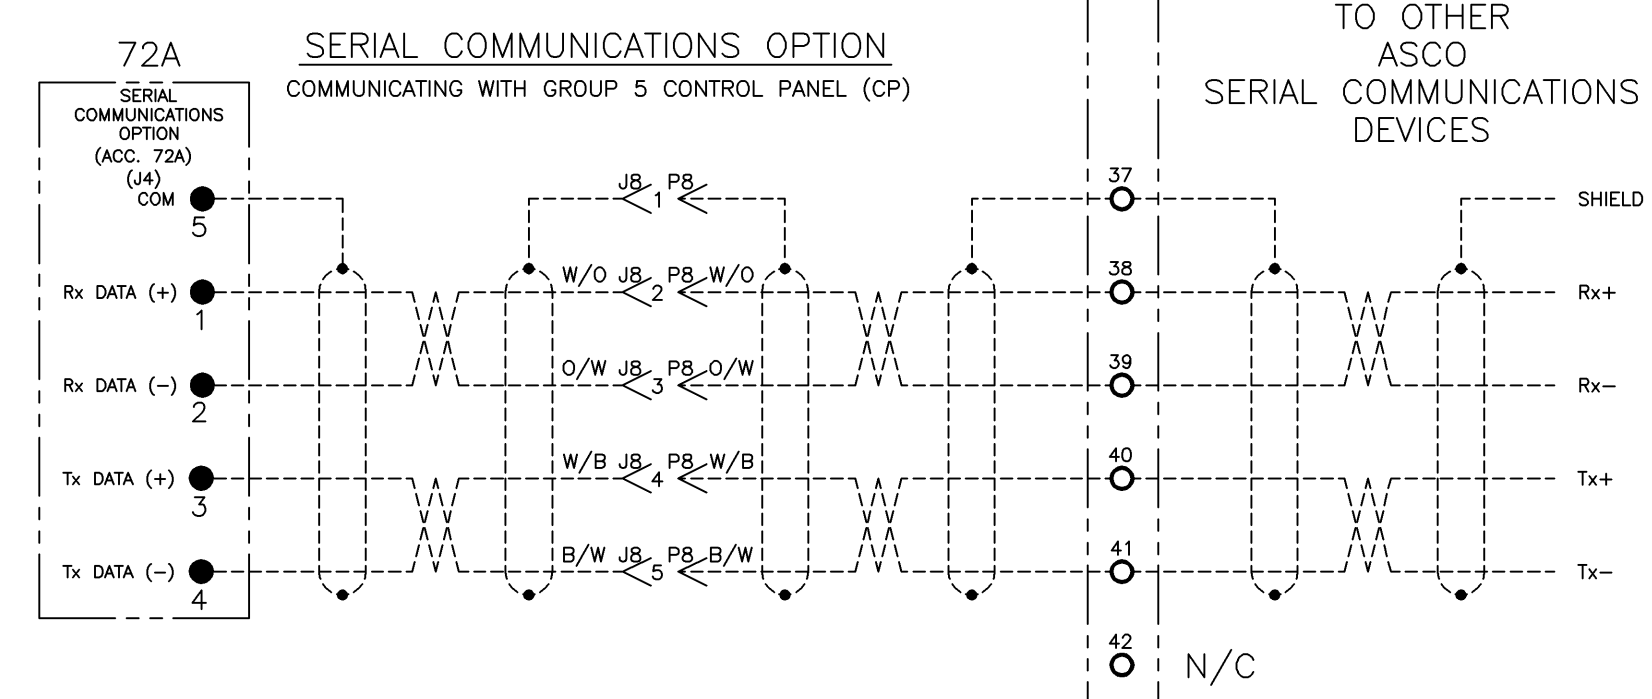 TO OTHER
ASCO
SERIAL COMMUNICATIONS
DEVICES
72A
SERIAL COMMUNICATIONS OPTION
COMMUNICATING WITH GROUP 5 CONTROL PANEL (CP)
SERIAL
COMMUNICATIONS
OPTION
(ACC. 72A)
(J4)
COM
5
J8 1 P8
37
SHIELD
Rx DATA (+)
1
W/O J8 2 P8 W/O
38
Rx+
Rx DATA (-)
2
O/W J8 3 P8 O/W
39
Rx-
Tx DATA (+)
3
W/B J8 4 P8 W/B
40
Tx+
Tx DATA (-)
4
B/W J8 5 P8 B/W
41
Tx-
42
N/C